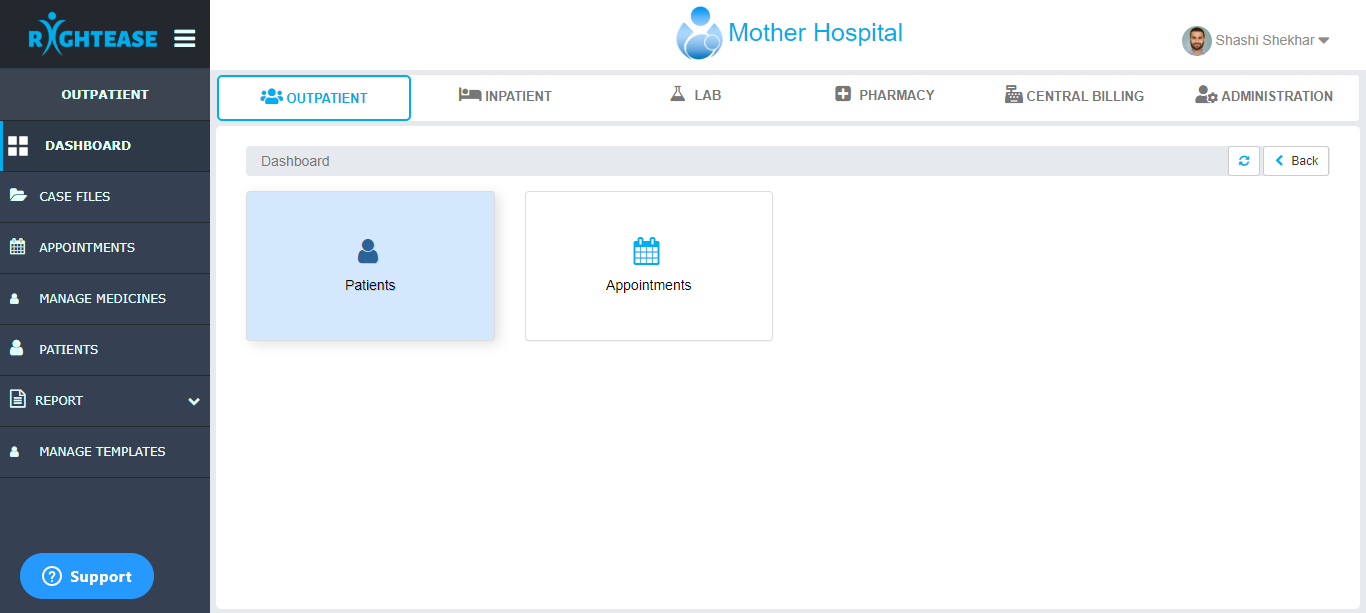 RIGHTEASE
Mother Hospital
Shashi Shekhar
OUTPATIENT
OUTPATIENT
INPATIENT
LAB
PHARMACY
CENTRAL BILLING
ADMINISTRATION
DASHBOARD
CASE FILES
APPOINTMENTS
MANAGE MEDICINES
PATIENTS
REPORT
MANAGE TEMPLATES
Support
Dashboard
Back
Patients
Appointments